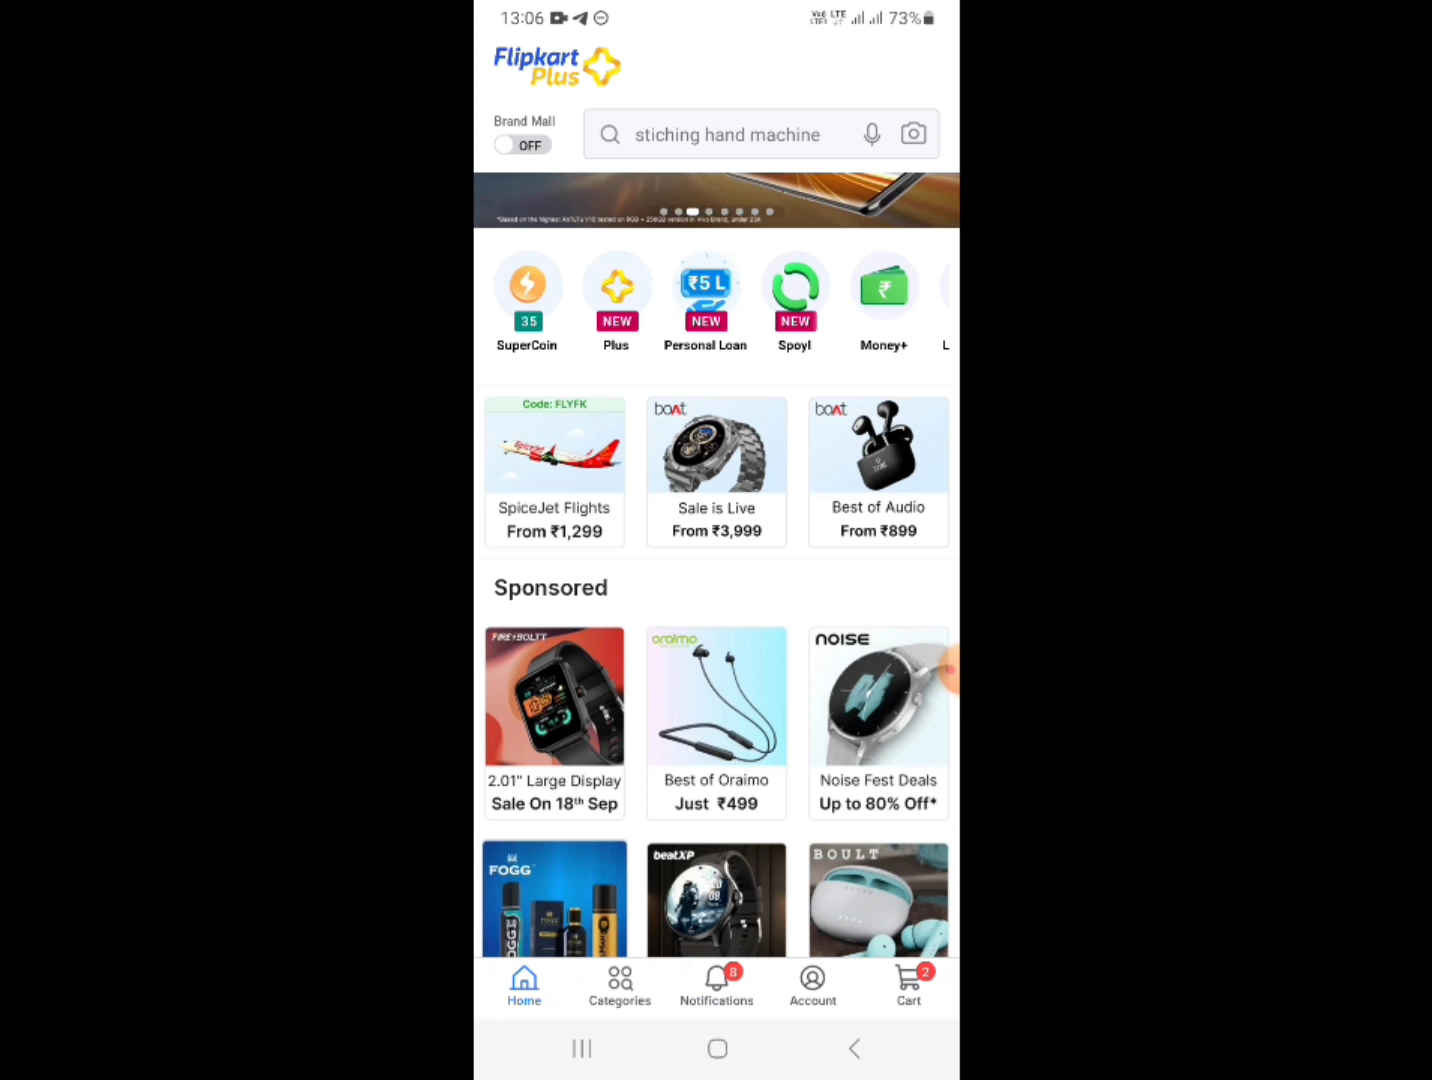 13:06
LTE 73%
Flipkart
Plus
Brand Mall
OFF
stiching hand machine
SuperCoin
35
Plus
NEW
₹5 L
NEW
Personal Loan
NEW
Spoyl
₹
Money+
L
Code: FLYFK
SpiceJet
SpiceJet Flights
From ₹1,299
boAt
Sale is Live
From ₹3,999
boAt
Best of Audio
From ₹899
Sponsored
FIRE BOLTT
2.01" Large Display
Sale On 18th Sep
oraimo
Best of Oraimo
Just ₹499
NOISE
Noise Fest Deals
Up to 80% Off*
FOGG
beatXP
BOULT
Home
Categories
8
Notifications
Account
2
Cart